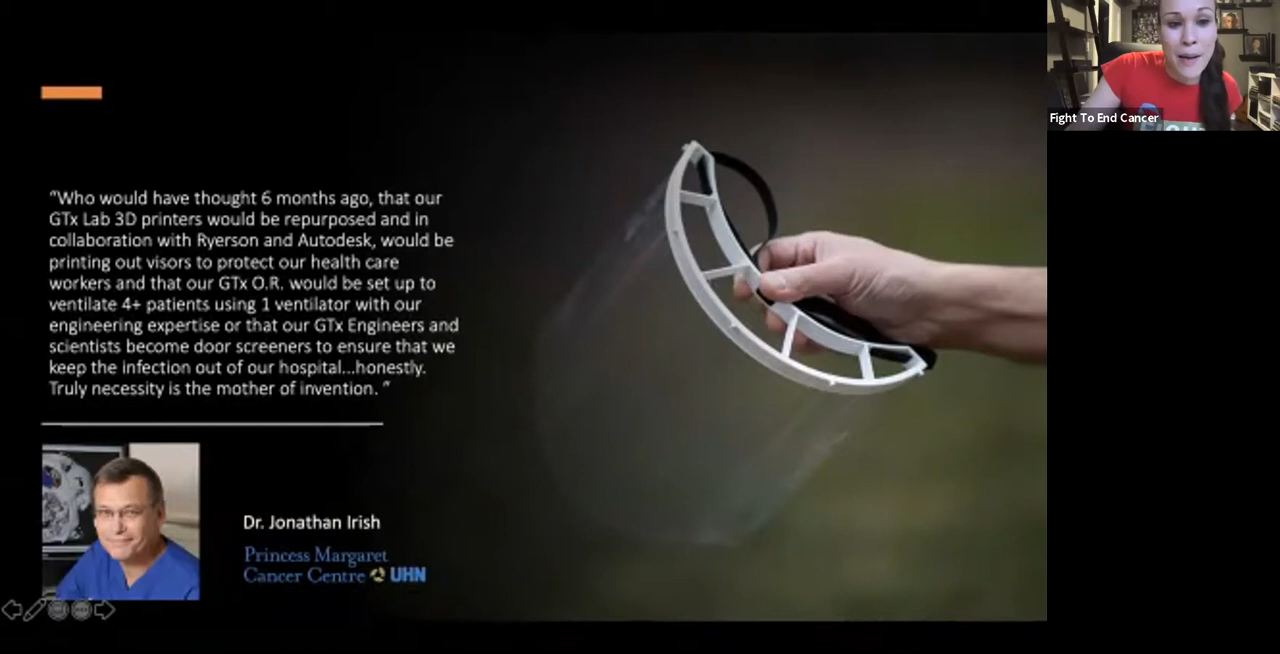 Fight To End Cancer
“Who would have thought 6 months ago, that our
GTx Lab 3D printers would be repurposed and in
collaboration with Ryerson and Autodesk, would be
printing out visors to protect our health care
workers and that our GTx O.R. would be set up to
ventilate 4+ patients using 1 ventilator with our
engineering expertise or that our GTx Engineers and
scientists become door screeners to ensure that we
keep the infection out of our hospital...honestly.
Truly necessity is the mother of invention. ”
Dr. Jonathan Irish
Princess Margaret
Cancer Centre UHN